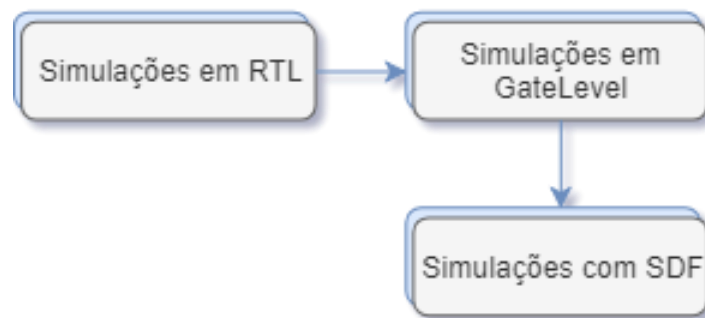 Simulações em RTL
Simulações em
GateLevel
Simulações com SDF